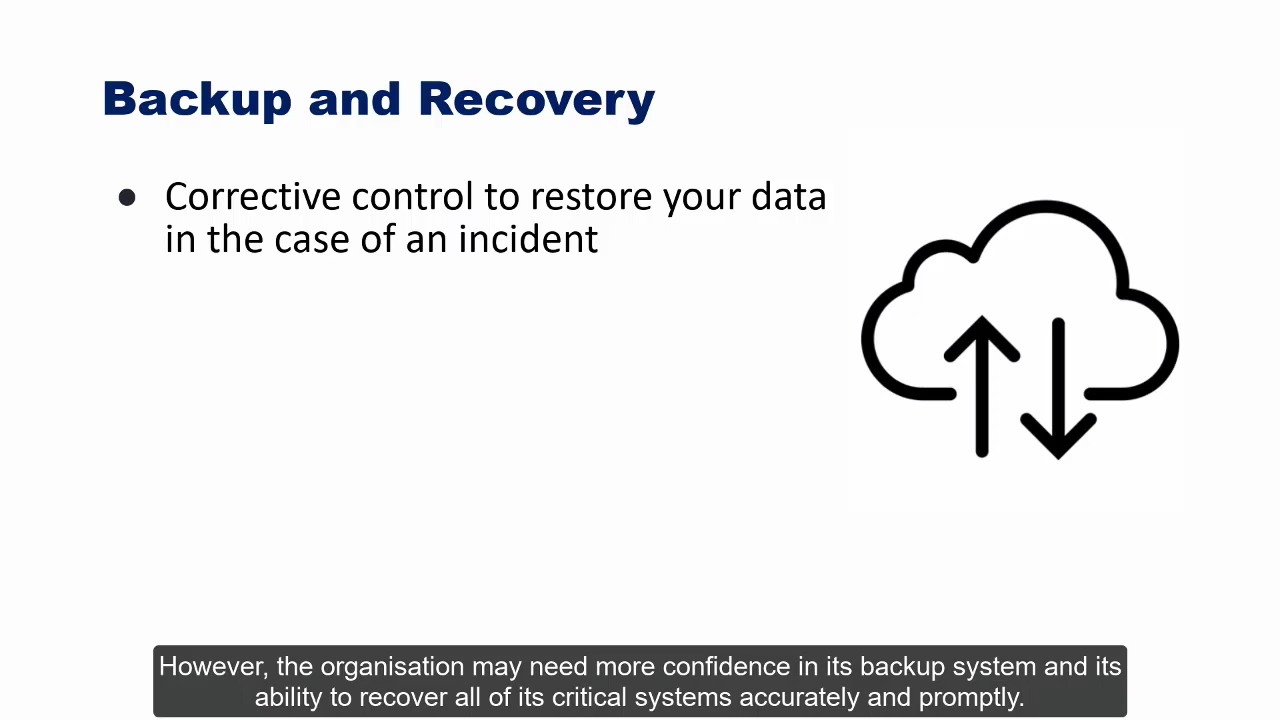 Backup and Recovery
● Corrective control to restore your data
in the case of an incident
However, the organisation may need more confidence in its backup system and its
ability to recover all of its critical systems accurately and promptly.